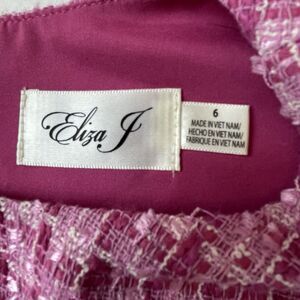 Eliza J
6
MADE IN VIET NAM/
HECHO EN VIET NAM/
FABRIQUE EN VIET NAM